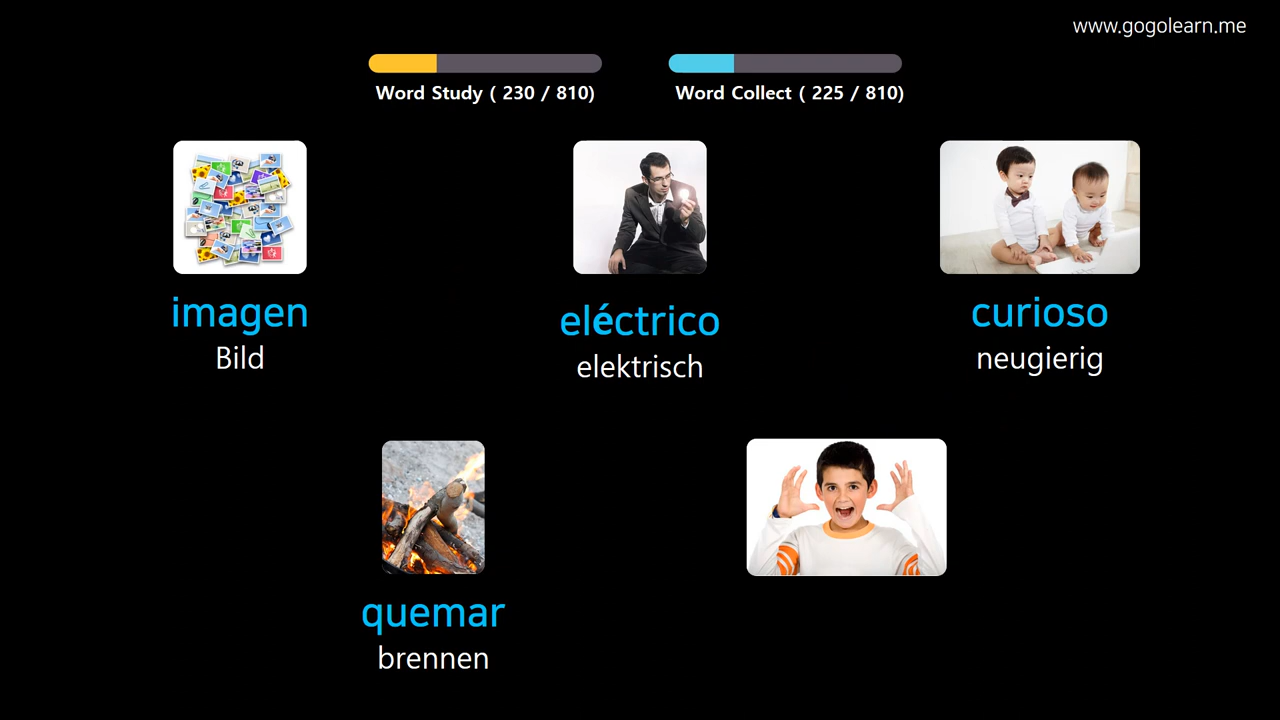 www.gogolearn.me
Word Study ( 230 / 810)
Word Collect ( 225 / 810)
imagen
Bild
eléctrico
elektrisch
curioso
neugierig
quemar
brennen